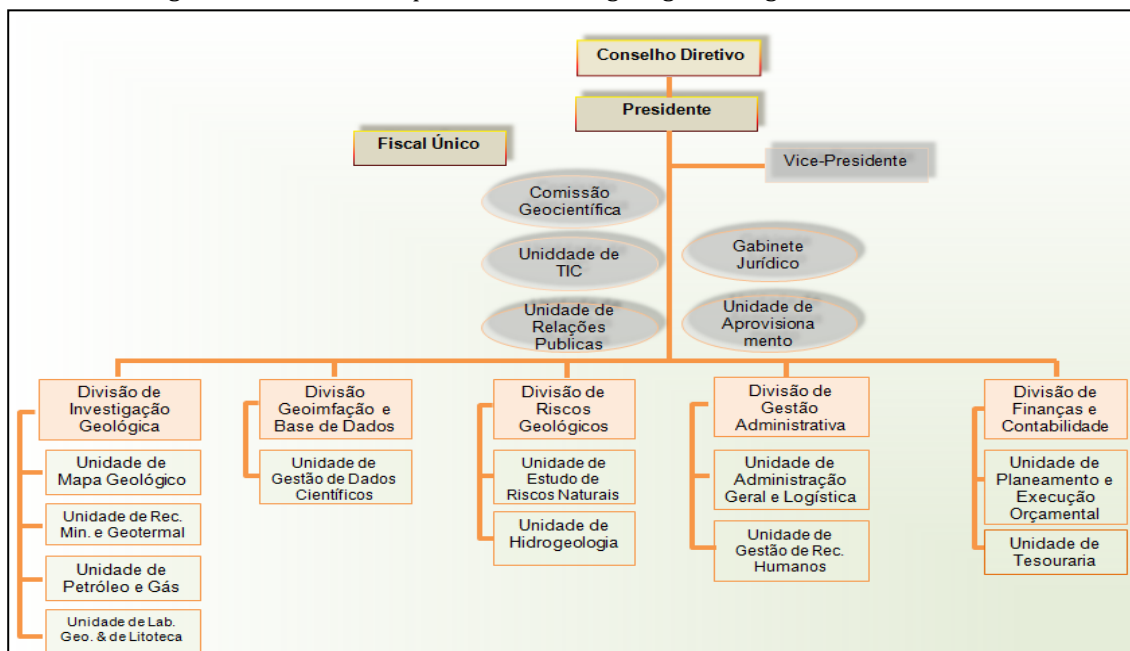 Conselho Diretivo
Presidente
Fiscal Único
Vice-Presidente
Comissão
Geocientífica
Uniddade de
TIC
Gabinete
Jurídico
Unidade de
Relações
Publicas
Unidade de
Aprovisiona
mento
Divisão de
Investigação
Geológica
Unidade de
Mapa Geológico
Unidade de Rec.
Min. e Geotermal
Unidade de
Petróleo e Gás
Unidade de Lab.
Geo. & de Litoteca
Divisão
Geoimfação e
Base de Dados
Unidade de
Gestão de Dados
Científicos
Divisão de
Riscos
Geológicos
Unidade de
Estudo de
Riscos Naturais
Unidade de
Hidrogeologia
Divisão de
Gestão
Administrativa
Unidade de
Administração
Geral e Logística
Unidade de
Gestão de Rec.
Humanos
Divisão de
Finanças e
Contabilidade
Unidade de
Planeamento e
Execução
Orçamental
Unidade de
Tesouraria